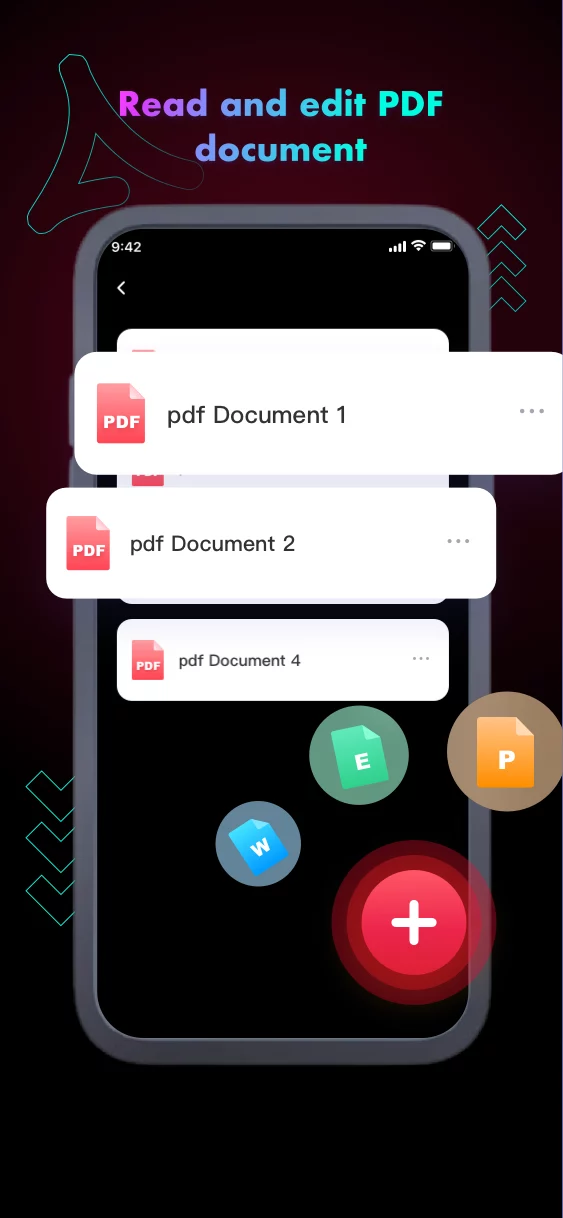 Read and edit PDF
document
9:42
PDF
pdf Document 1
PDF
pdf Document 2
PDF
pdf Document 4
E
P
W